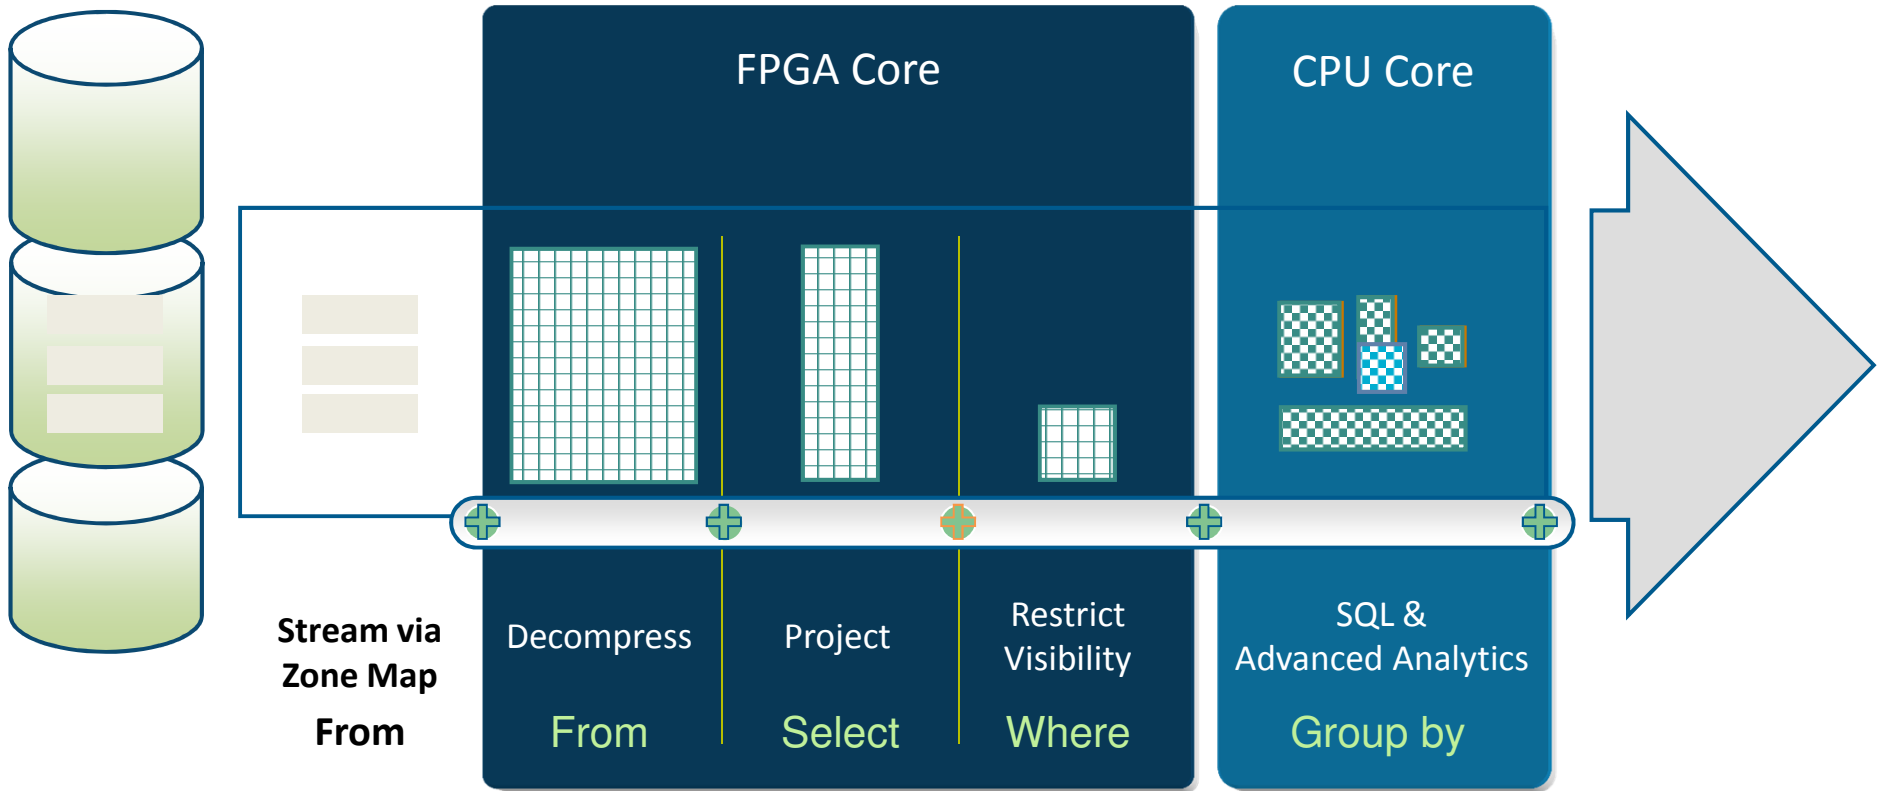 FPGA Core
CPU Core
Stream via
Zone Map
From
Decompress
From
Project
Select
Restrict
Visibility
Where
SQL &
Advanced Analytics
Group by